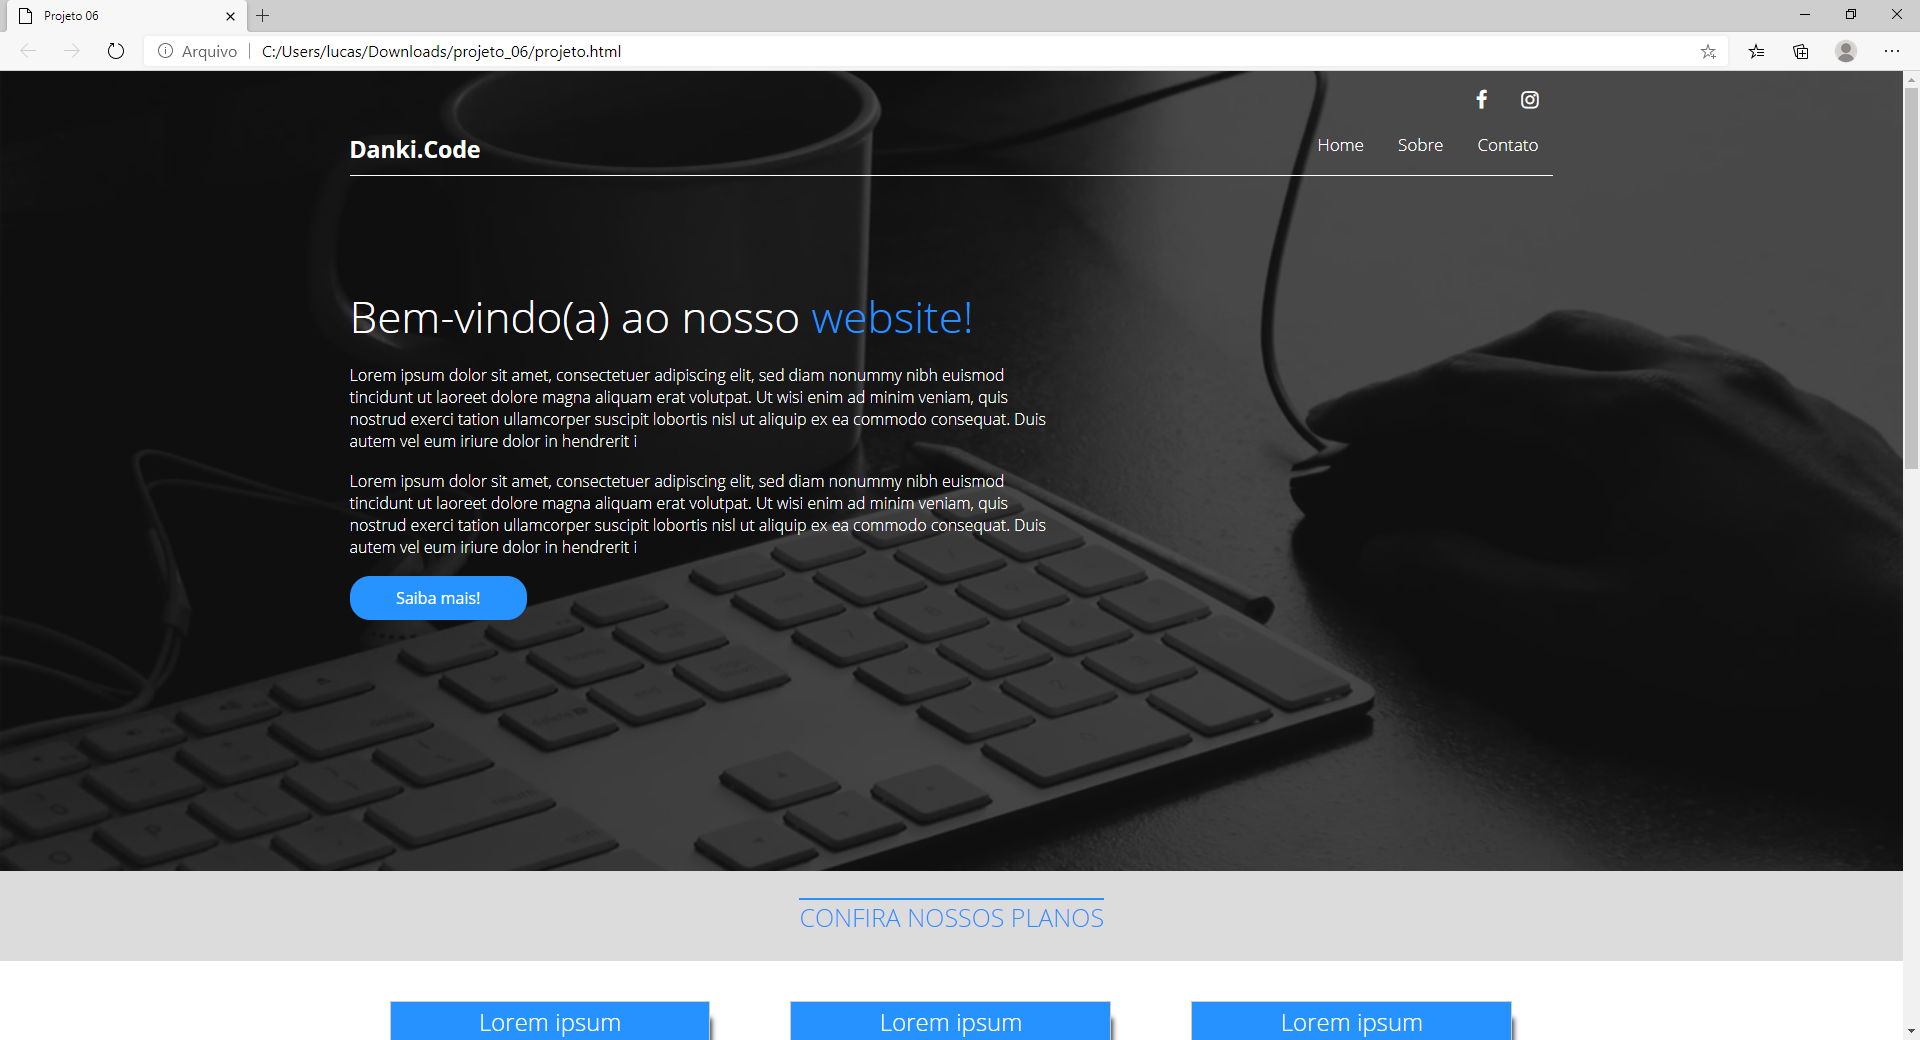 Projeto 06
Arquivo C:/Users/lucas/Downloads/projeto_06/projeto.html
Danki.Code
Home Sobre Contato
Bem-vindo(a) ao nosso website!
Lorem ipsum dolor sit amet, consectetuer adipiscing elit, sed diam nonummy nibh euismod
tincidunt ut laoreet dolore magna aliquam erat volutpat. Ut wisi enim ad minim veniam, quis
nostrud exerci tation ullamcorper suscipit lobortis nisl ut aliquip ex ea commodo consequat. Duis
autem vel eum iriure dolor in hendrerit i
Lorem ipsum dolor sit amet, consectetuer adipiscing elit, sed diam nonummy nibh euismod
tincidunt ut laoreet dolore magna aliquam erat volutpat. Ut wisi enim ad minim veniam, quis
nostrud exerci tation ullamcorper suscipit lobortis nisl ut aliquip ex ea commodo consequat. Duis
autem vel eum iriure dolor in hendrerit i
Saiba mais!
CONFIRA NOSSOS PLANOS
Lorem ipsum Lorem ipsum Lorem ipsum